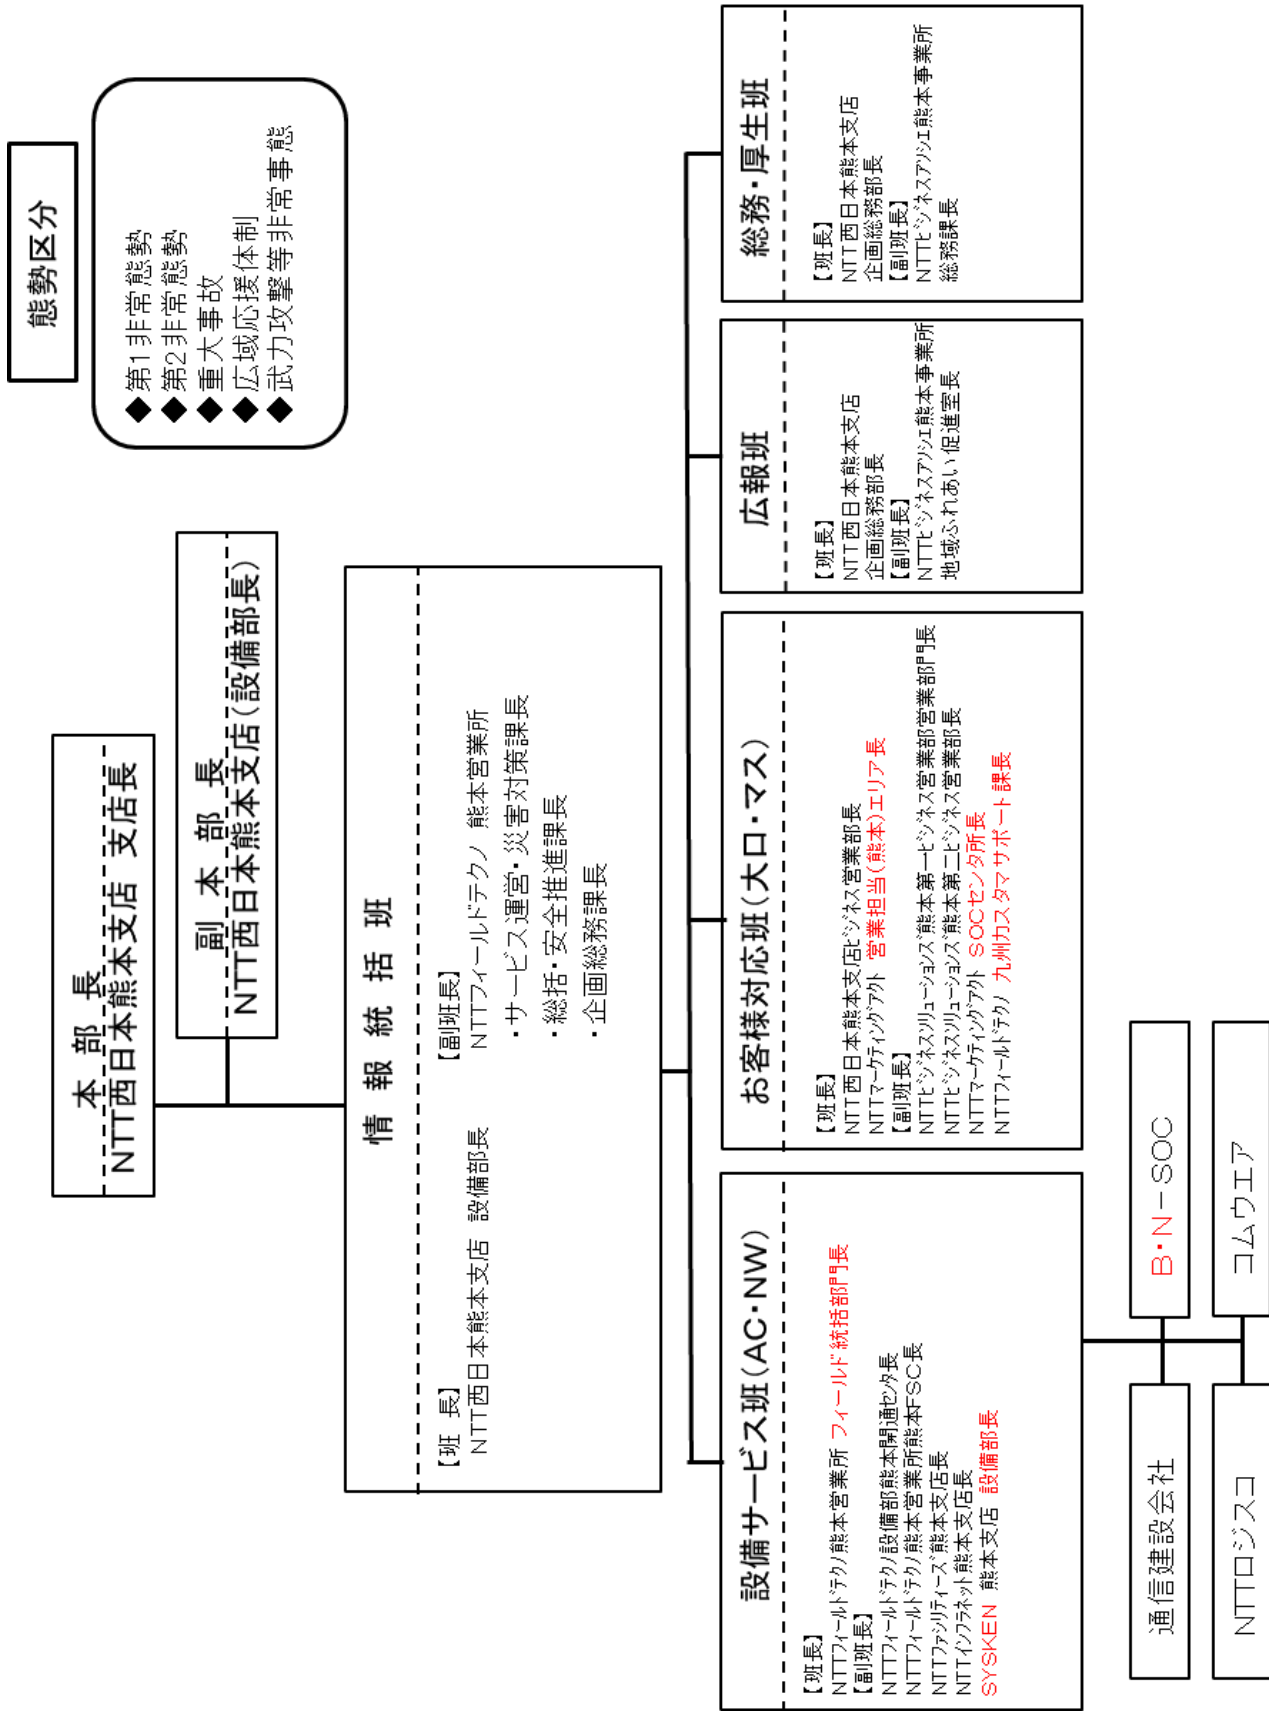 態勢区分
◆第1非常態勢
◆第2非常態勢
◆重大事故
◆広域応援体制
◆武力攻撃等非常事態
本 部 長
NTT西日本熊本支店 支店長
副 本 部 長
NTT西日本熊本支店(設備部長)
情 報 統 括 班
【班 長】
NTT西日本熊本支店 設備部長
【副班長】
NTTフィールドテクノ 熊本営業所
・サービス運営・災害対策課長
・総括・安全推進課長
・企画総務課長
設備サービス班(AC・NW)
【班長】
NTTフィールドテクノ熊本営業所 フィールド統括部門長
【副班長】
NTTフィールドテクノ設備部熊本開通センタ長
NTTフィールドテクノ熊本営業所熊本FSC長
NTTファシリティーズ熊本支店長
NTTインフラネット熊本支店長
SYSKEN 熊本支店 設備部長
お客様対応班(大口・マス)
【班長】
NTT西日本熊本支店ビジネス営業部長
NTTマーケティングアクト 営業担当(熊本)エリア長
【副班長】
NTTビジネスソリューションズ熊本第一ビジネス営業部営業部門長
NTTビジネスソリューションズ熊本第二ビジネス営業部長
NTTマーケティングアクト SOCセンタ所長
NTTフィールドテクノ 九州カスタマサポート課長
広報班
【班長】
NTT西日本熊本支店
企画総務部長
【副班長】
NTTビジネスアソシエ熊本事業所
地域ふれあい促進室長
総務・厚生班
【班長】
NTT西日本熊本支店
企画総務部長
【副班長】
NTTビジネスアソシエ熊本事業所
総務課長
通信建設会社
B・N-SOC
NTTロジスコ
コムウエア